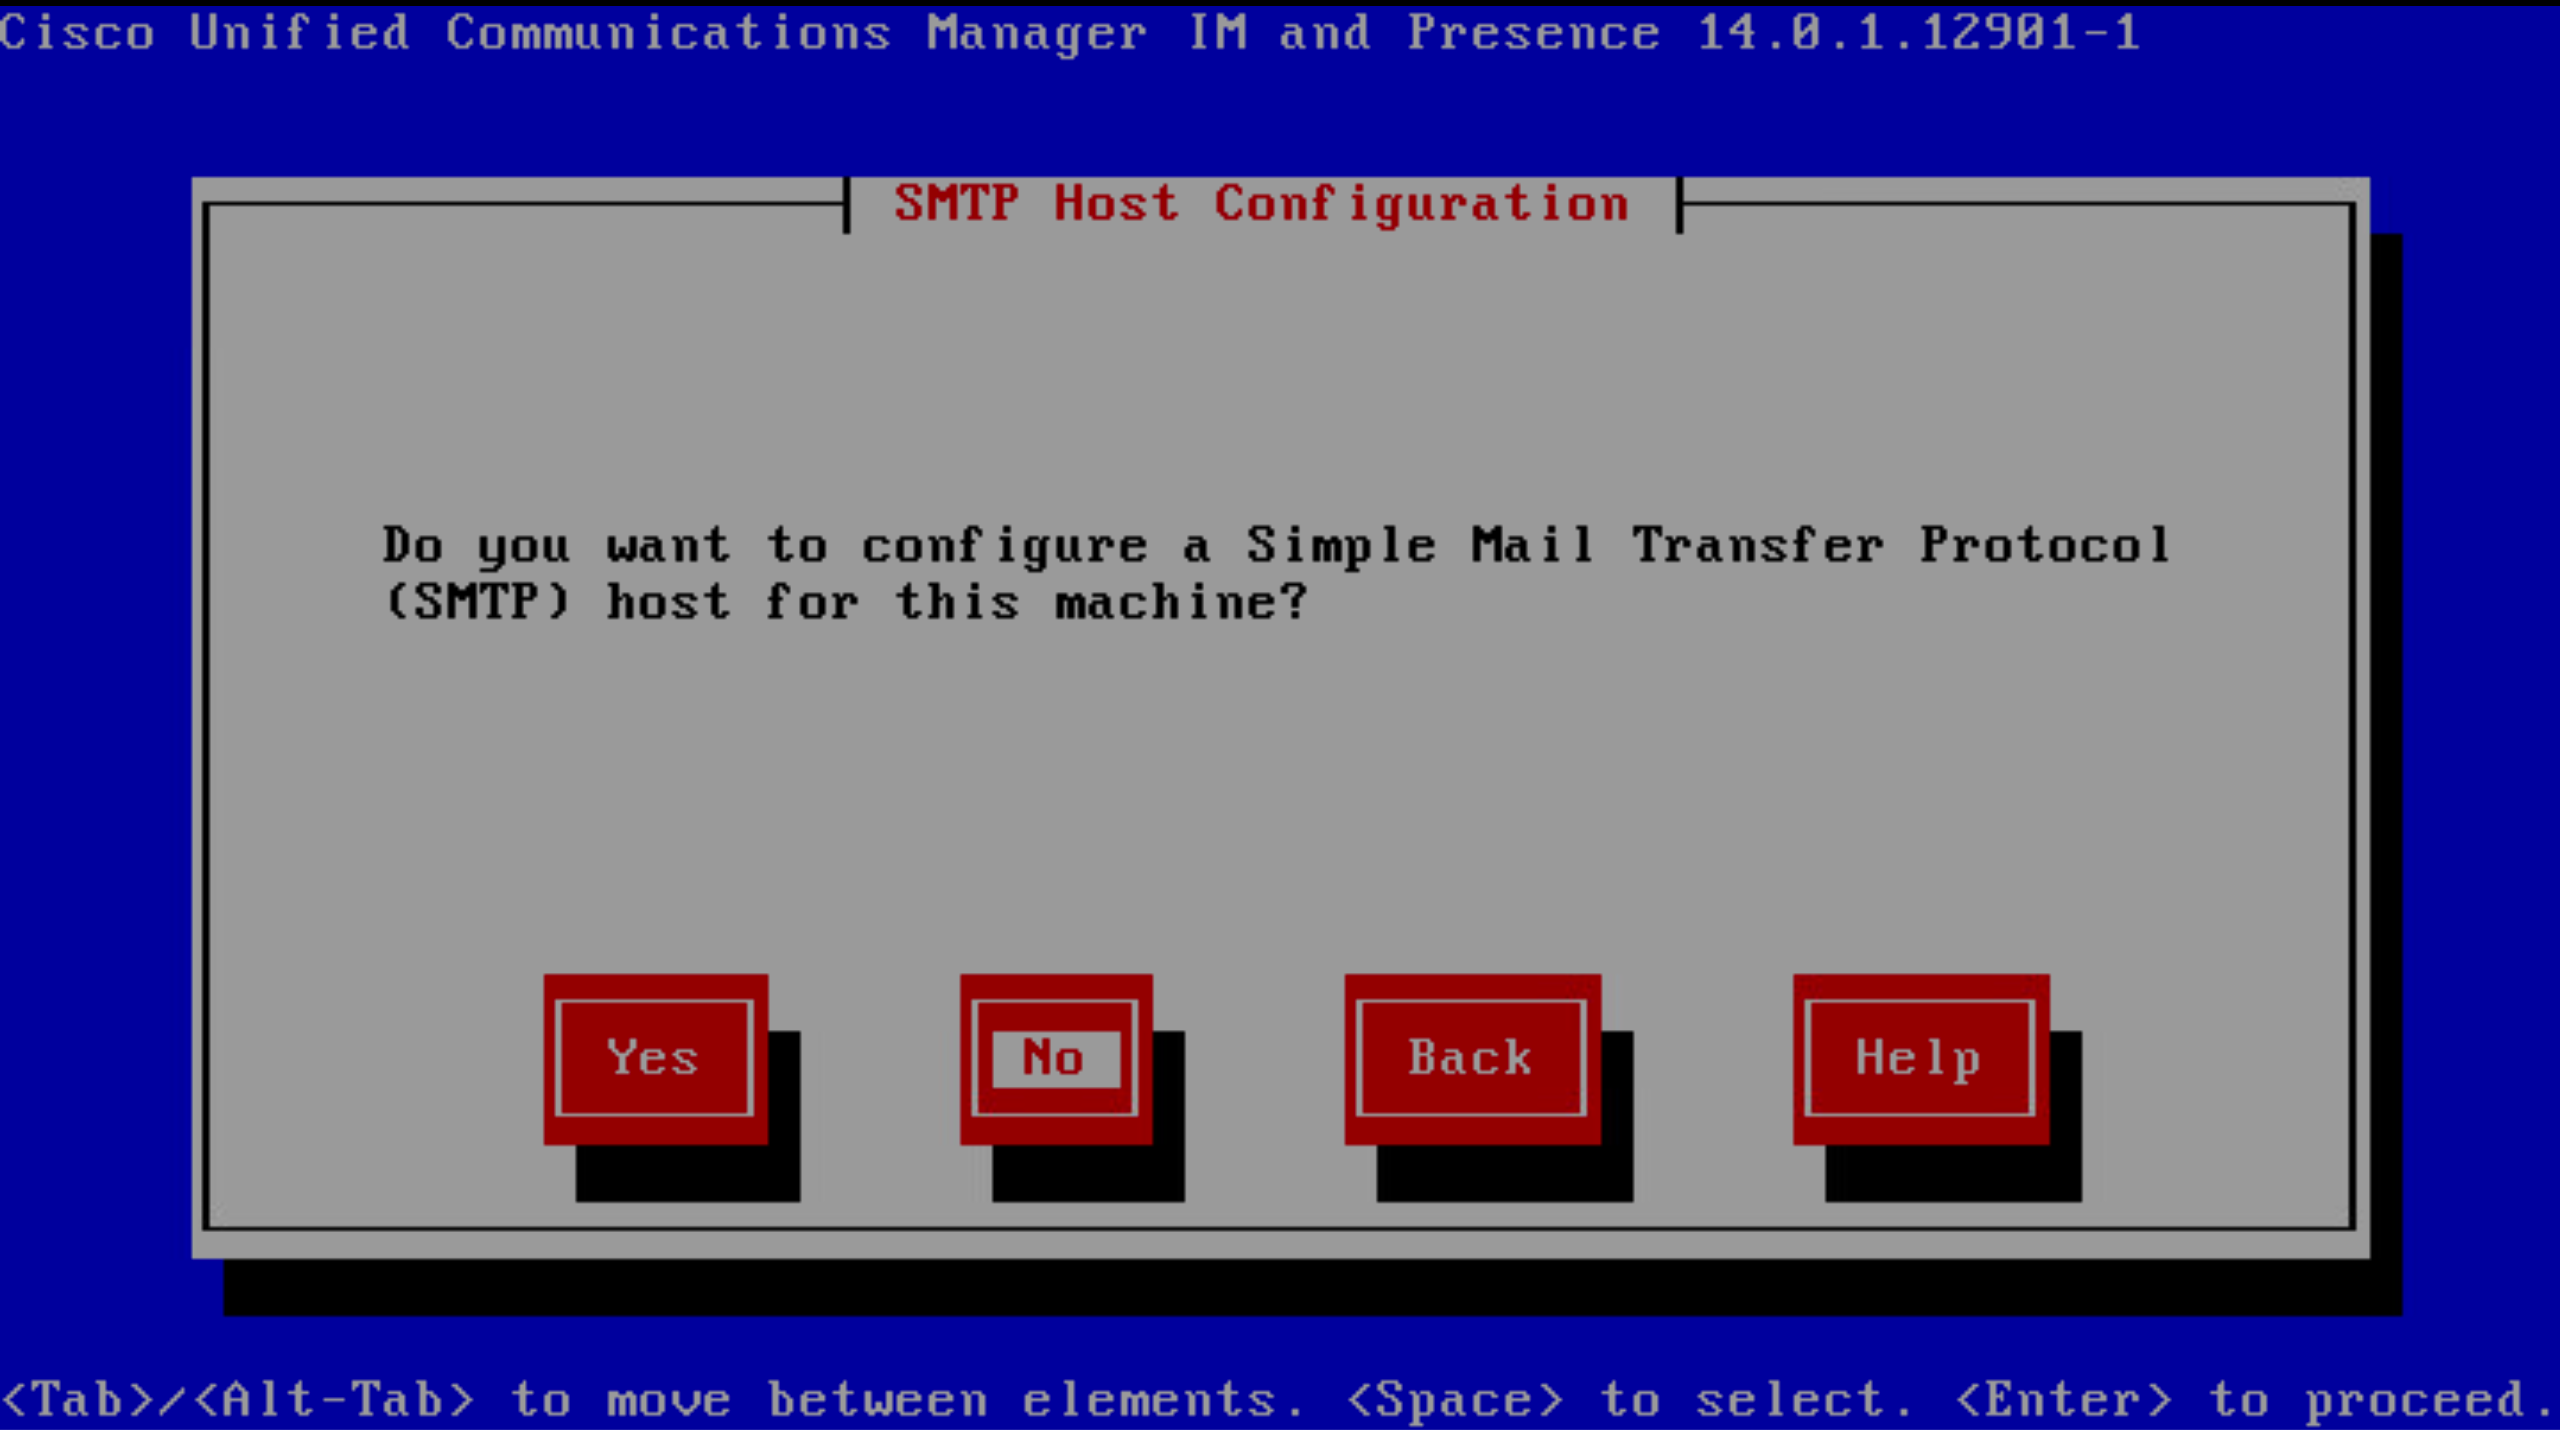 Cisco Unified Communications Manager IM and Presence 14.0.1.12901-1
SMTP Host Configuration
Do you want to configure a Simple Mail Transfer Protocol
(SMTP) host for this machine?
Yes No Back Help
<Tab>/<Alt-Tab> to move between elements. <Space> to select. <Enter> to proceed.